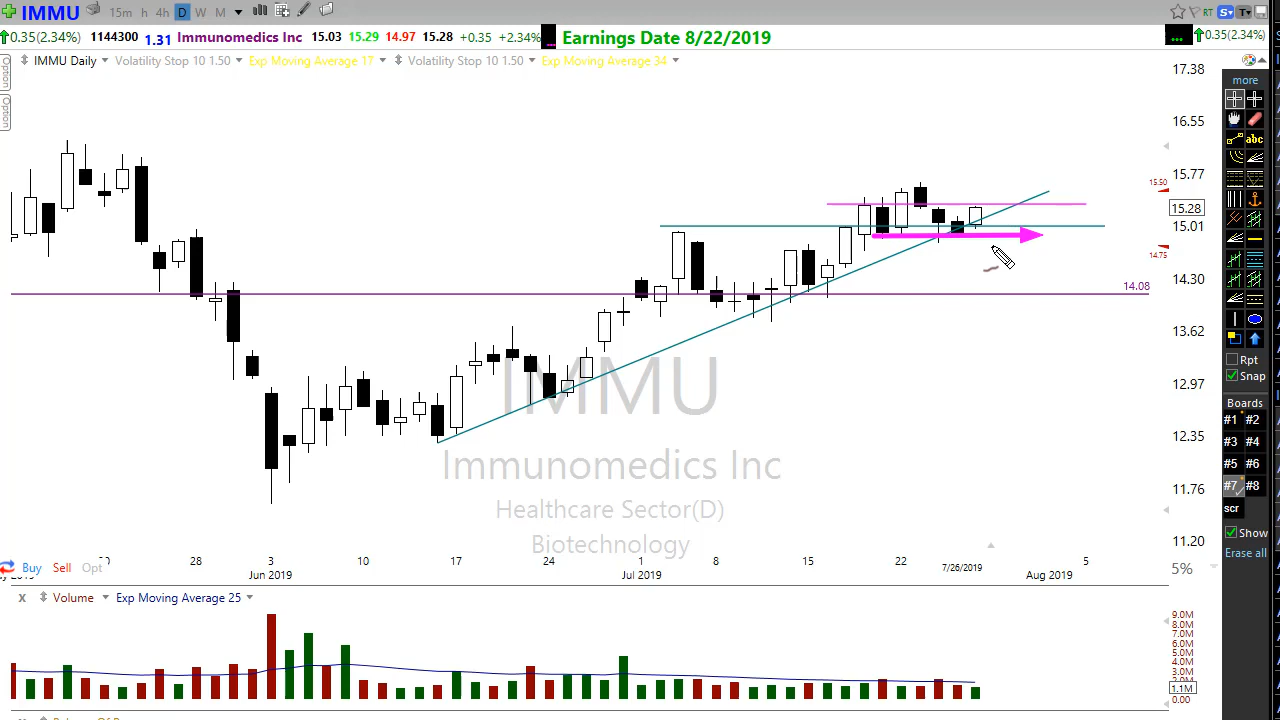 IMMU 15m h 4h D W M RT S T
0.35(2.34%) 1144300 1.31 Immunomedics Inc 15.03 15.29 14.97 15.28 +0.35 +2.34% ... Earnings Date 8/22/2019 ... 0.35(2.34%)
Option
Option
IMMU Daily Volatility Stop 10 1.50 Exp Moving Average 17 Volatility Stop 10 1.50 Exp Moving Average 34
17.38
16.55
15.77
15.50
15.28
15.01
14.75
14.30
14.08
13.62
12.97
12.35
11.76
11.20
IMMU
Immunomedics Inc
Healthcare Sector(D)
Biotechnology
more
abc
Rpt
Snap
Boards
#1 #2
#3 #4
#5 #6
#7 #8
scr
Show
Erase all
28 3 10 17 24 1 8 15 22 7/26/2019 5
Jun 2019 Jul 2019 Aug 2019
Buy Sell Opt
5%
x Volume Exp Moving Average 25
9.0M
8.0M
7.0M
6.0M
5.0M
4.0M
3.0M
1.1M
0.00